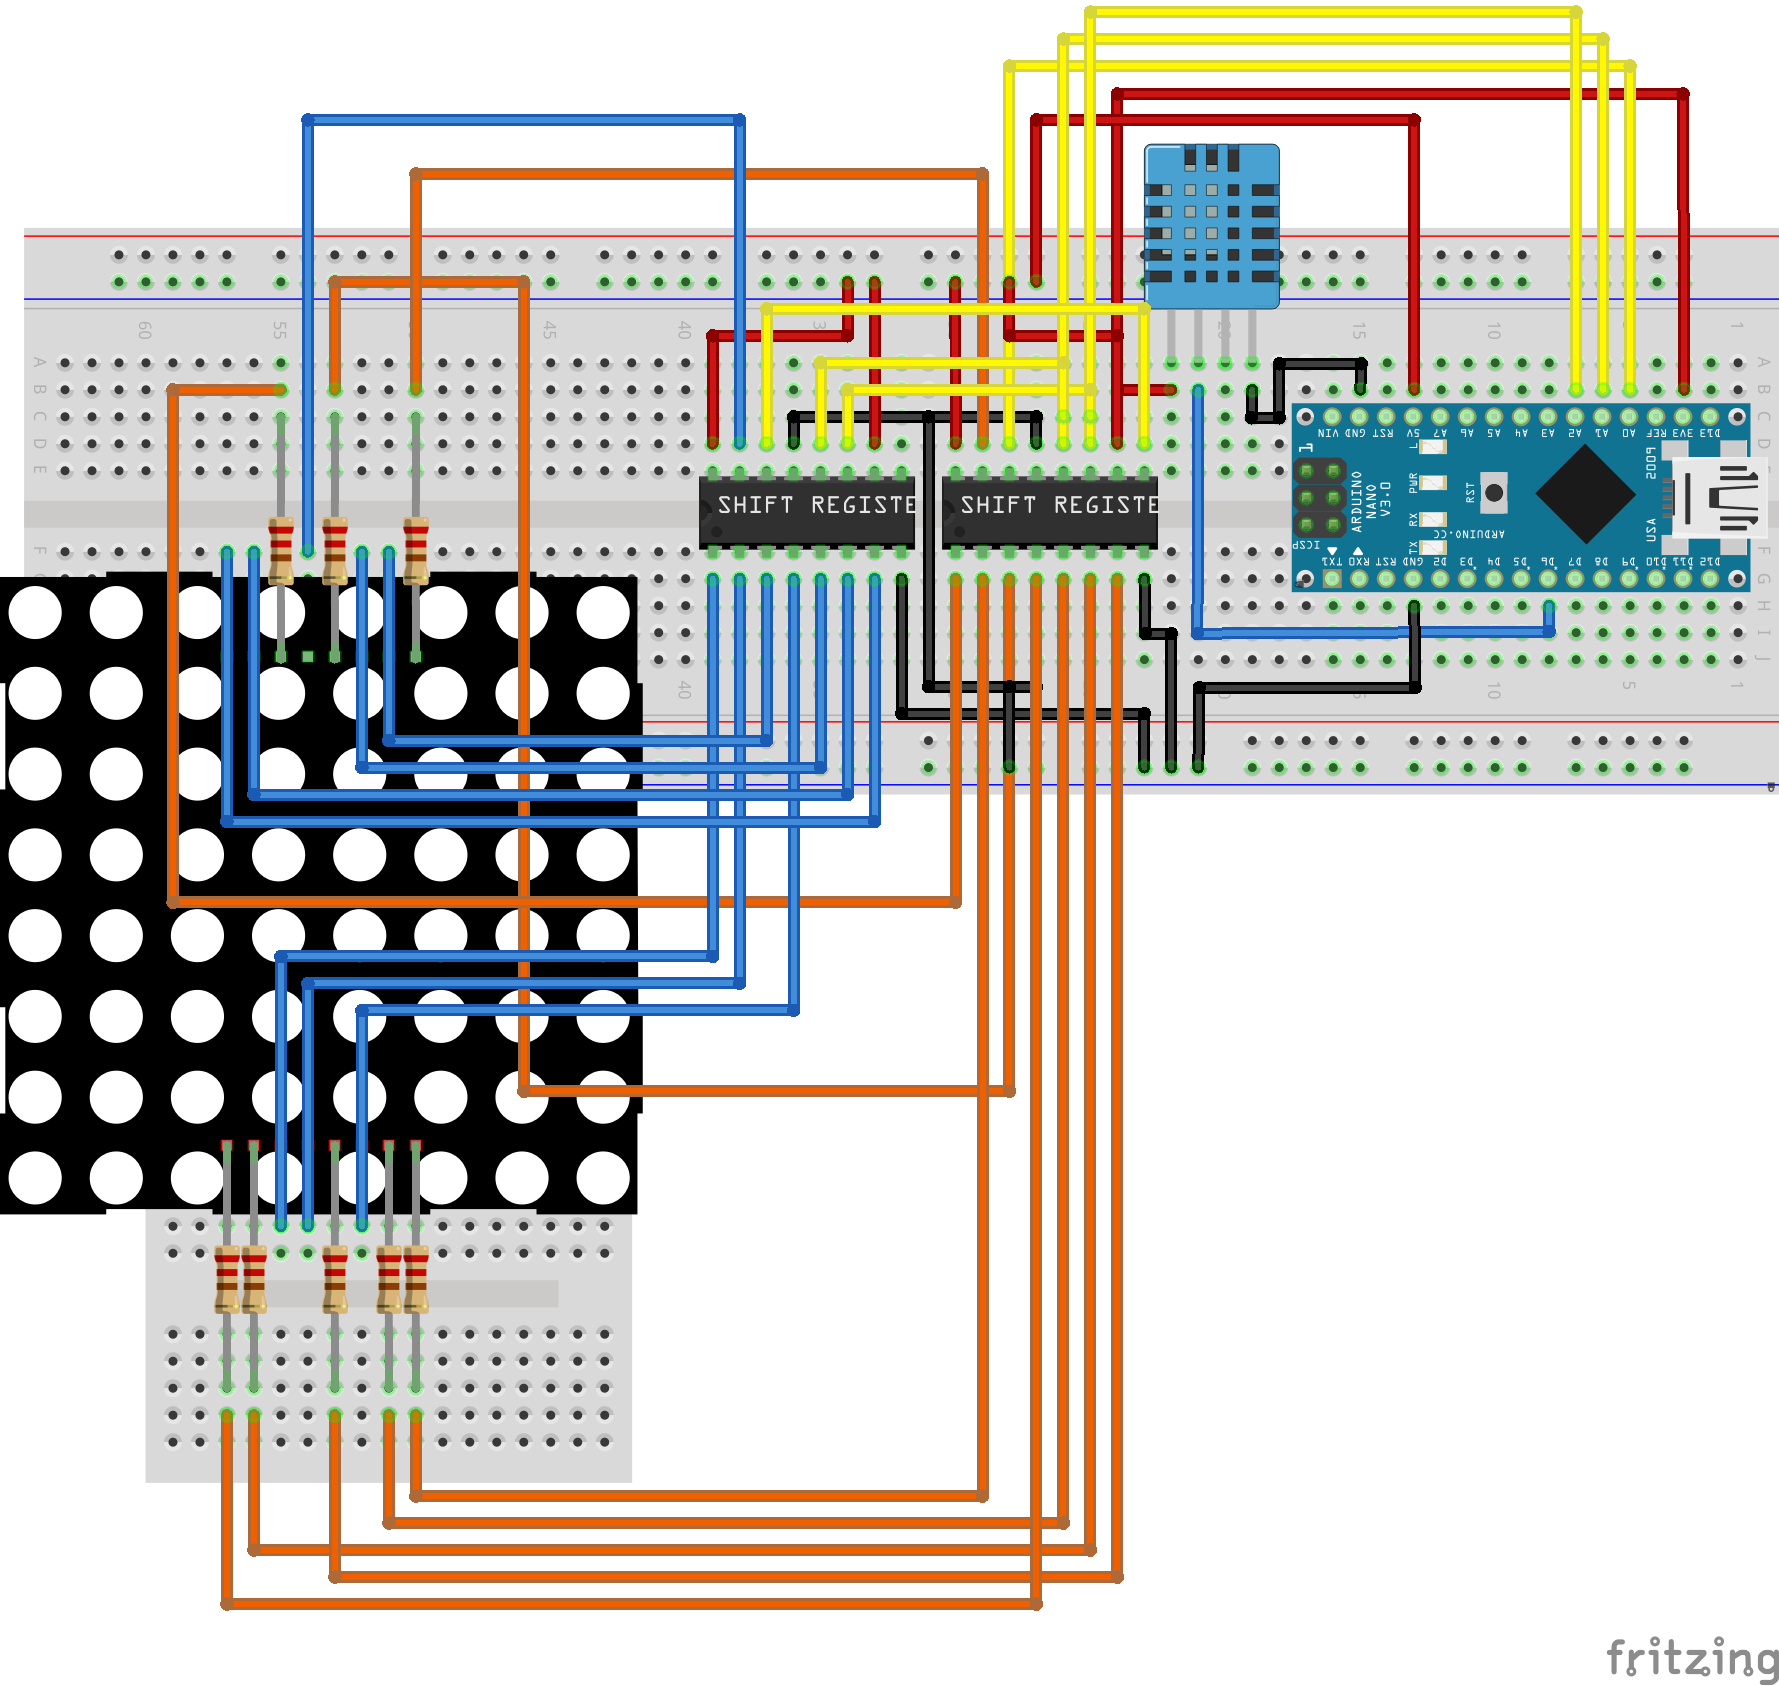 60 55 45 40 15 10 1
A A
B B
C C
D D
E
SHIFT REGISTE SHIFT REGISTE
VIN GND RST 5V A7 A6 A5 A4 A3 A2 A1 A0 REF 3V3 D13
L
PWR
RX
TX
RST
ARDUINO
NANO
V3.0
ARDUINO.CC
ICSP
USA
1
TX1 RX0 RST GND D2 D3 D4 D5 D6 D7 D8 D9 D10 D11 D12
F F
G
H
I
J
40 10 5 1
fritzing